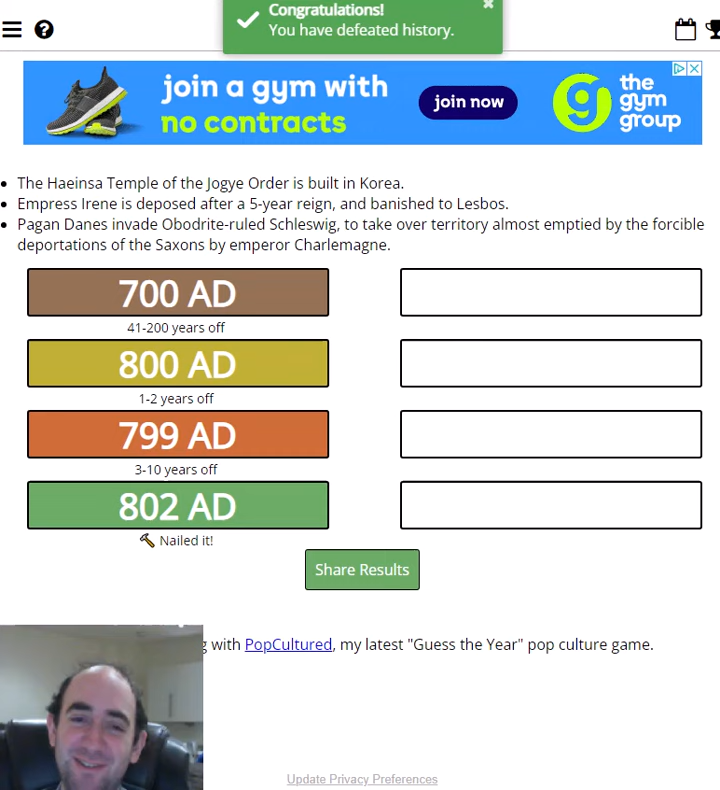 Congratulations!
You have defeated history.
join a gym with
no contracts
join now
the
gym
group
The Haeinsa Temple of the Jogye Order is built in Korea.
Empress Irene is deposed after a 5-year reign, and banished to Lesbos.
Pagan Danes invade Obodrite-ruled Schleswig, to take over territory almost emptied by the forcible
deportations of the Saxons by emperor Charlemagne.
700 AD
41-200 years off
800 AD
1-2 years off
799 AD
3-10 years off
802 AD
Nailed it!
Share Results
with PopCultured, my latest "Guess the Year" pop culture game.
Update Privacy Preferences